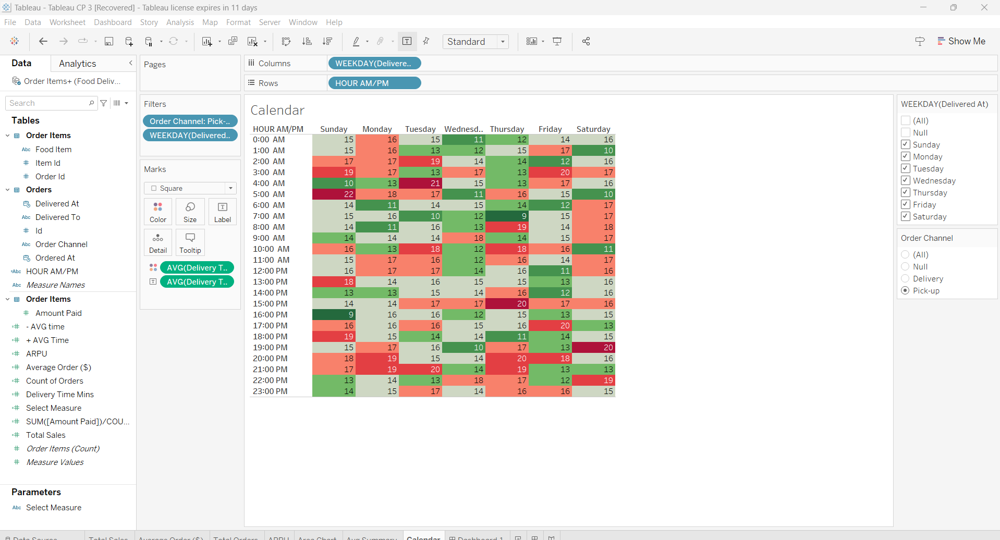 Tableau - Tableau CP 3 [Recovered] - Tableau license expires in 11 days
File Data Worksheet Dashboard Story Analysis Map Format Server Window Help
Standard
Show Me
Data Analytics
Order Items+ (Food Deliv...
Search
Tables
Order Items
Abc Food Item
# Item Id
# Order Id
Orders
Delivered At
Abc Delivered To
# Id
Abc Order Channel
Ordered At
=Abc HOUR AM/PM
Abc Measure Names
Order Items
# Amount Paid
=# - AVG time
=# + AVG Time
=# ARPU
=# Average Order ($)
=# Count of Orders
=# Delivery Time Mins
=# Select Measure
=# SUM([Amount Paid])/COU...
=# Total Sales
# Order Items (Count)
# Measure Values
Parameters
Abc Select Measure
Pages
Filters
Order Channel: Pick-..
WEEKDAY(Delivered..
Marks
Square
Color Size Label
Detail Tooltip
AVG(Delivery T..
AVG(Delivery T..
Columns WEEKDAY(Delivere..
Rows HOUR AM/PM
Calendar
HOUR AM/PM Sunday Monday Tuesday Wednesd.. Thursday Friday Saturday
0:00 AM 15 16 15 11 12 14 16
1:00 AM 15 16 13 12 15 17 10
2:00 AM 17 17 19 14 14 12 16
3:00 AM 19 17 13 17 13 20 17
4:00 AM 10 13 21 15 13 17 16
5:00 AM 22 18 17 11 16 15 10
6:00 AM 14 11 14 15 14 12 17
7:00 AM 15 16 10 12 9 15 17
8:00 AM 14 11 16 13 19 14 18
9:00 AM 14 14 14 18 14 15 17
10:00 AM 16 13 18 12 18 16 11
11:00 AM 15 17 16 12 16 14 17
12:00 PM 16 17 17 14 16 11 16
13:00 PM 18 14 16 15 15 13 16
14:00 PM 13 13 15 14 16 12 16
15:00 PM 14 14 17 17 20 17 16
16:00 PM 9 16 16 12 15 13 15
17:00 PM 16 16 16 15 16 20 13
18:00 PM 19 15 14 14 11 14 15
19:00 PM 15 17 16 10 17 13 20
20:00 PM 18 19 15 14 20 18 16
21:00 PM 17 19 20 14 19 13 13
22:00 PM 13 14 13 18 17 12 19
23:00 PM 14 15 17 14 16 16 15
WEEKDAY(Delivered At)
(All)
Null
Sunday
Monday
Tuesday
Wednesday
Thursday
Friday
Saturday
Order Channel
(All)
Null
Delivery
Pick-up
Data Source Total Sales Average Order ($) Total Orders ARPU Area Chart Avg Summary Calendar Dashboard 1